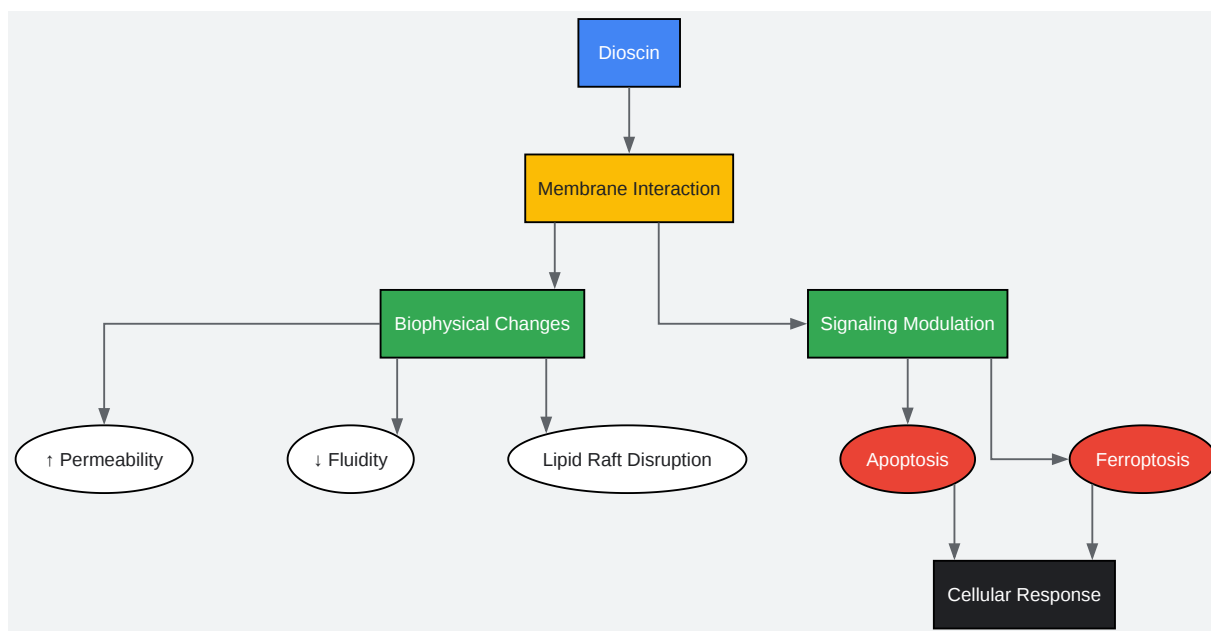 Dioscin
Membrane Interaction
Biophysical Changes
Signaling Modulation
↑ Permeability
↓ Fluidity
Lipid Raft Disruption
Apoptosis
Ferroptosis
Cellular Response